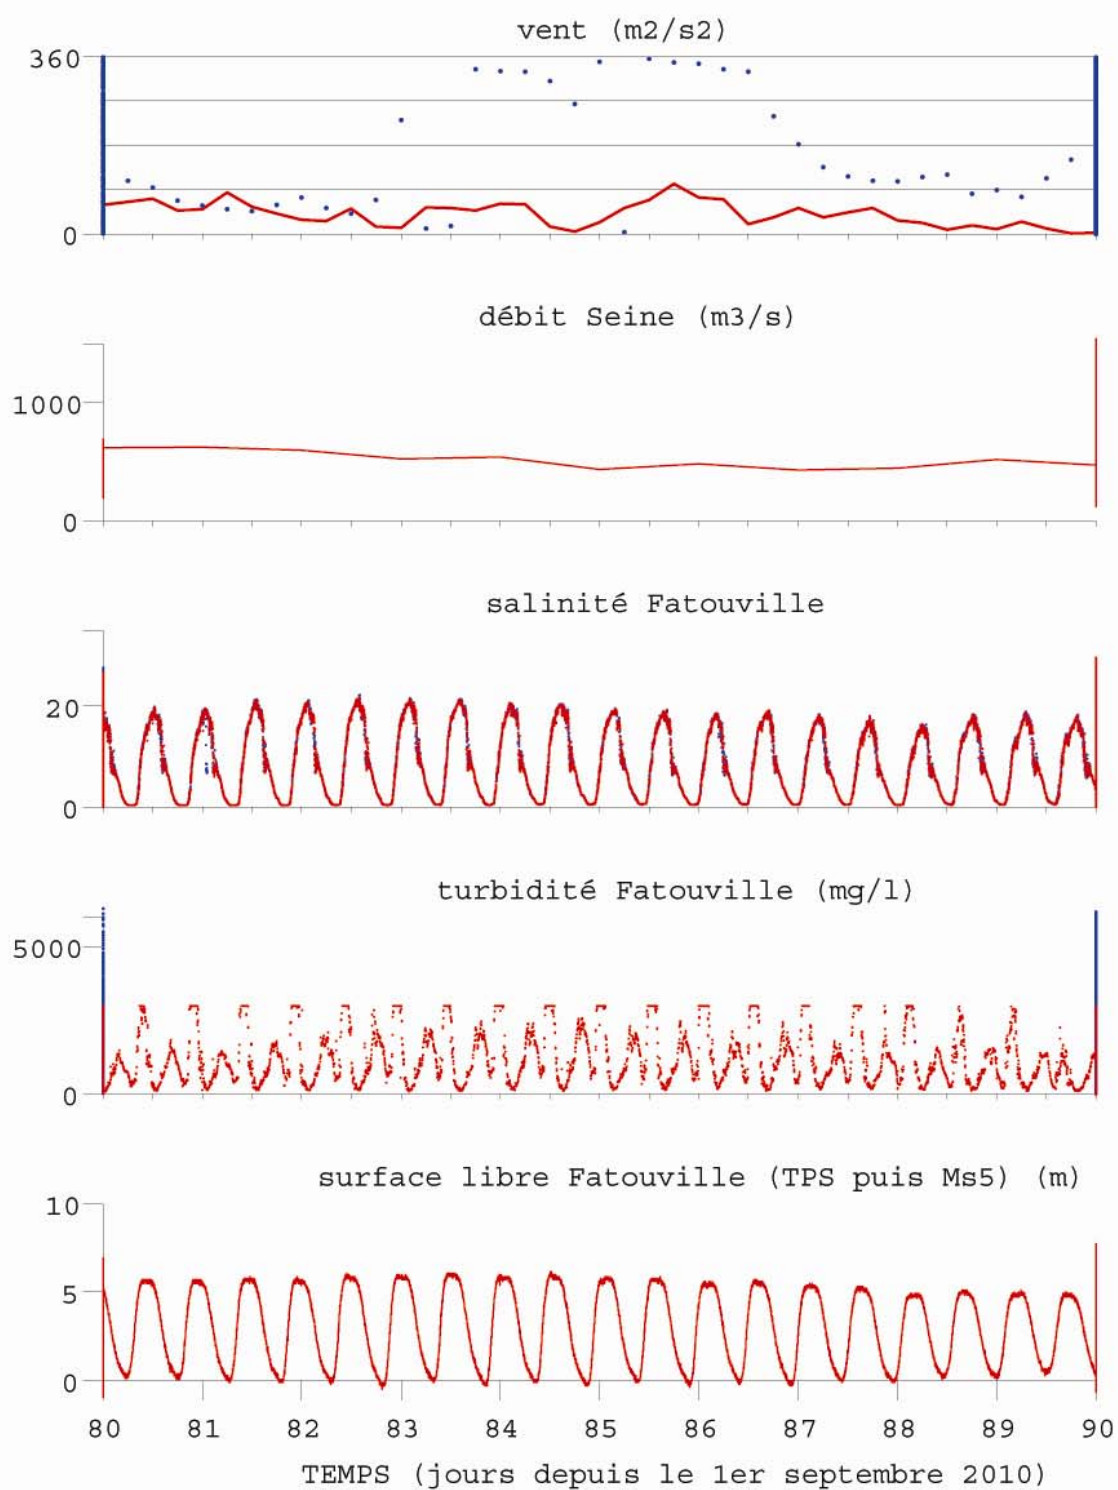 vent (m2/s2)
360
0
débit Seine (m3/s)
1000
0
salinité Fatouville
20
0
turbidité Fatouville (mg/l)
5000
0
surface libre Fatouville (TPS puis Ms5) (m)
10
5
0
80 81 82 83 84 85 86 87 88 89 90
TEMPS (jours depuis le 1er septembre 2010)